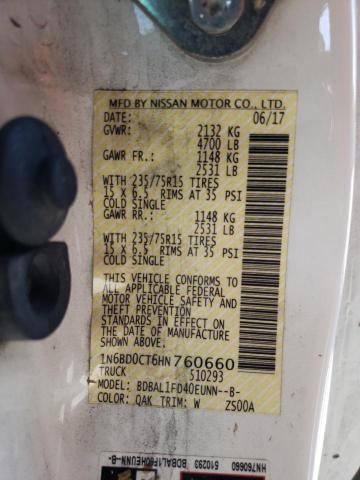 MFD BY NISSAN MOTOR CO., LTD.
DATE: 06/17
GVWR: 2132 KG
4700 LB
GAWR FR.: 1148 KG
2531 LB
WITH 235/75R15 TIRES
15 X 6.5 RIMS AT 35 PSI
COLD SINGLE
GAWR RR.: 1148 KG
2531 LB
WITH 235/75R15 TIRES
15 X 6.5 RIMS AT 35 PSI
COLD SINGLE
THIS VEHICLE CONFORMS TO
ALL APPLICABLE FEDERAL
MOTOR VEHICLE SAFETY
AND THEFT PREVENTION
STANDARDS IN EFFECT ON THE
DATE OF MANUFACTURE SHOWN
ABOVE.
1N6BD0CT6HN760660
TRUCK 510293
MODEL: BDBAL1FD40EUNN--B-
COLOR: QAK TRIM: W ZS00A
HN760660
510293